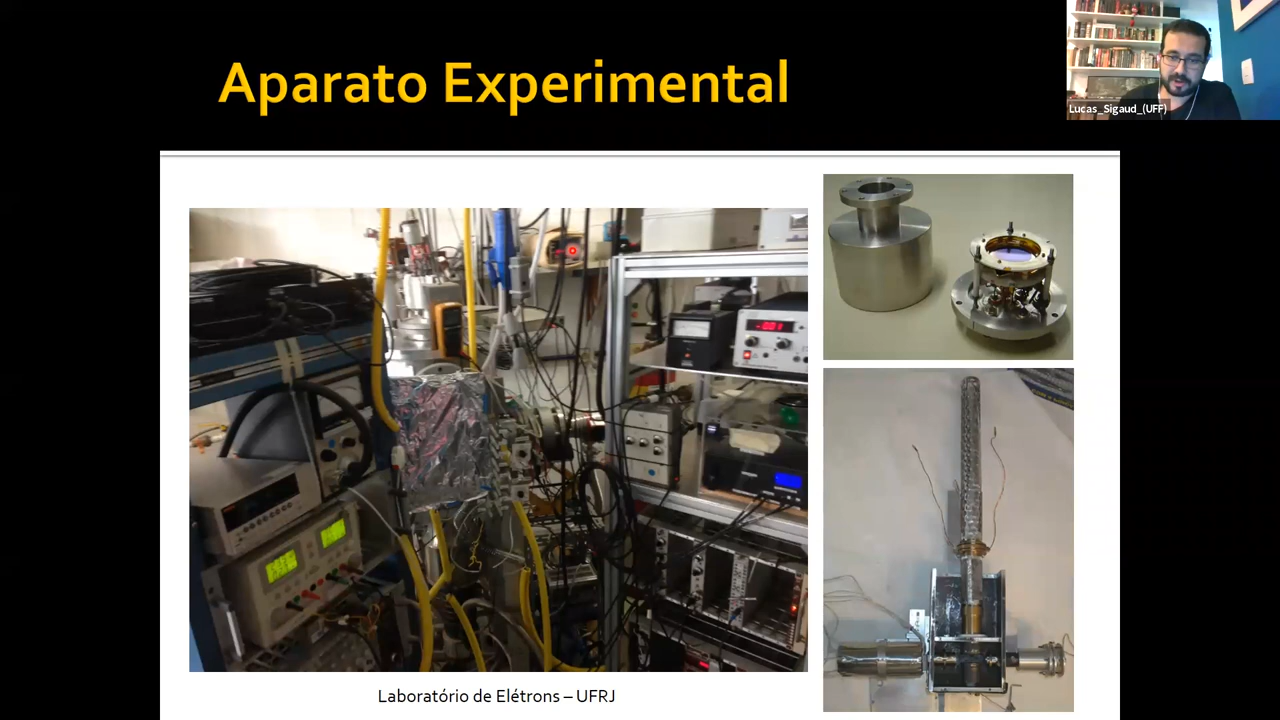 Aparato Experimental
Lucas_Sigaud_(UFF)
Laboratório de Elétrons – UFRJ